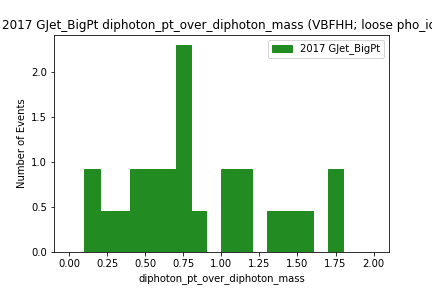 2017 GJet_BigPt diphoton_pt_over_diphoton_mass (VBFHH; loose pho_id
2017 GJet_BigPt
Number of Events
2.0
1.5
1.0
0.5
0.0
0.00 0.25 0.50 0.75 1.00 1.25 1.50 1.75 2.00
diphoton_pt_over_diphoton_mass